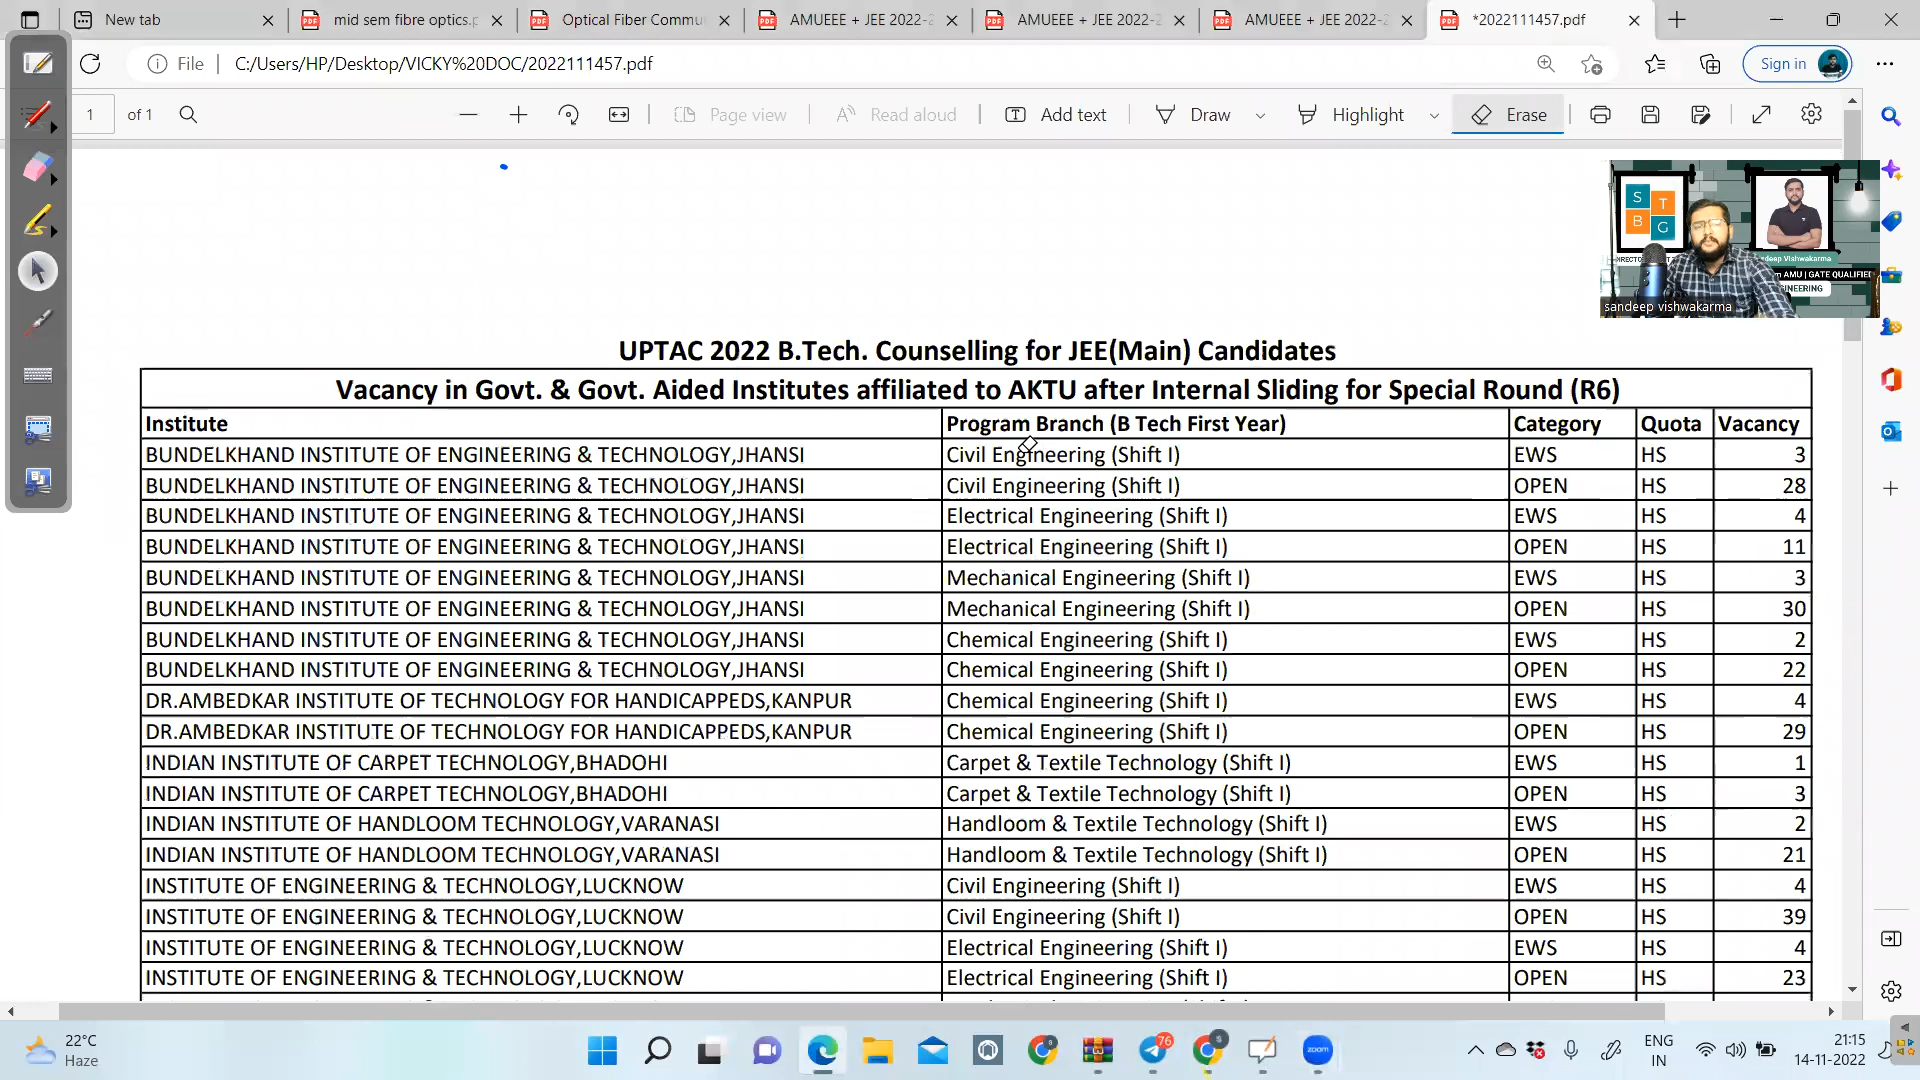 New tab
mid sem fibre optics.p
Optical Fiber Commu
AMUEEE + JEE 2022-2
AMUEEE + JEE 2022-2
AMUEEE + JEE 2022-2
*2022111457.pdf
File
C:/Users/HP/Desktop/VICKY%20DOC/2022111457.pdf
Sign in
1 of 1
Page view
Read aloud
Add text
Draw
Highlight
Erase
S T B G
sandeep vishwakarma
UPTAC 2022 B.Tech. Counselling for JEE(Main) Candidates
Vacancy in Govt. & Govt. Aided Institutes affiliated to AKTU after Internal Sliding for Special Round (R6)
Institute Program Branch (B Tech First Year) Category Quota Vacancy
BUNDELKHAND INSTITUTE OF ENGINEERING & TECHNOLOGY,JHANSI Civil Engineering (Shift I) EWS HS 3
BUNDELKHAND INSTITUTE OF ENGINEERING & TECHNOLOGY,JHANSI Civil Engineering (Shift I) OPEN HS 28
BUNDELKHAND INSTITUTE OF ENGINEERING & TECHNOLOGY,JHANSI Electrical Engineering (Shift I) EWS HS 4
BUNDELKHAND INSTITUTE OF ENGINEERING & TECHNOLOGY,JHANSI Electrical Engineering (Shift I) OPEN HS 11
BUNDELKHAND INSTITUTE OF ENGINEERING & TECHNOLOGY,JHANSI Mechanical Engineering (Shift I) EWS HS 3
BUNDELKHAND INSTITUTE OF ENGINEERING & TECHNOLOGY,JHANSI Mechanical Engineering (Shift I) OPEN HS 30
BUNDELKHAND INSTITUTE OF ENGINEERING & TECHNOLOGY,JHANSI Chemical Engineering (Shift I) EWS HS 2
BUNDELKHAND INSTITUTE OF ENGINEERING & TECHNOLOGY,JHANSI Chemical Engineering (Shift I) OPEN HS 22
DR.AMBEDKAR INSTITUTE OF TECHNOLOGY FOR HANDICAPPEDS,KANPUR Chemical Engineering (Shift I) EWS HS 4
DR.AMBEDKAR INSTITUTE OF TECHNOLOGY FOR HANDICAPPEDS,KANPUR Chemical Engineering (Shift I) OPEN HS 29
INDIAN INSTITUTE OF CARPET TECHNOLOGY,BHADOHI Carpet & Textile Technology (Shift I) EWS HS 1
INDIAN INSTITUTE OF CARPET TECHNOLOGY,BHADOHI Carpet & Textile Technology (Shift I) OPEN HS 3
INDIAN INSTITUTE OF HANDLOOM TECHNOLOGY,VARANASI Handloom & Textile Technology (Shift I) EWS HS 2
INDIAN INSTITUTE OF HANDLOOM TECHNOLOGY,VARANASI Handloom & Textile Technology (Shift I) OPEN HS 21
INSTITUTE OF ENGINEERING & TECHNOLOGY,LUCKNOW Civil Engineering (Shift I) EWS HS 4
INSTITUTE OF ENGINEERING & TECHNOLOGY,LUCKNOW Civil Engineering (Shift I) OPEN HS 39
INSTITUTE OF ENGINEERING & TECHNOLOGY,LUCKNOW Electrical Engineering (Shift I) EWS HS 4
INSTITUTE OF ENGINEERING & TECHNOLOGY,LUCKNOW Electrical Engineering (Shift I) OPEN HS 23
22°C
Haze
76
zoom
ENG
IN
21:15
14-11-2022